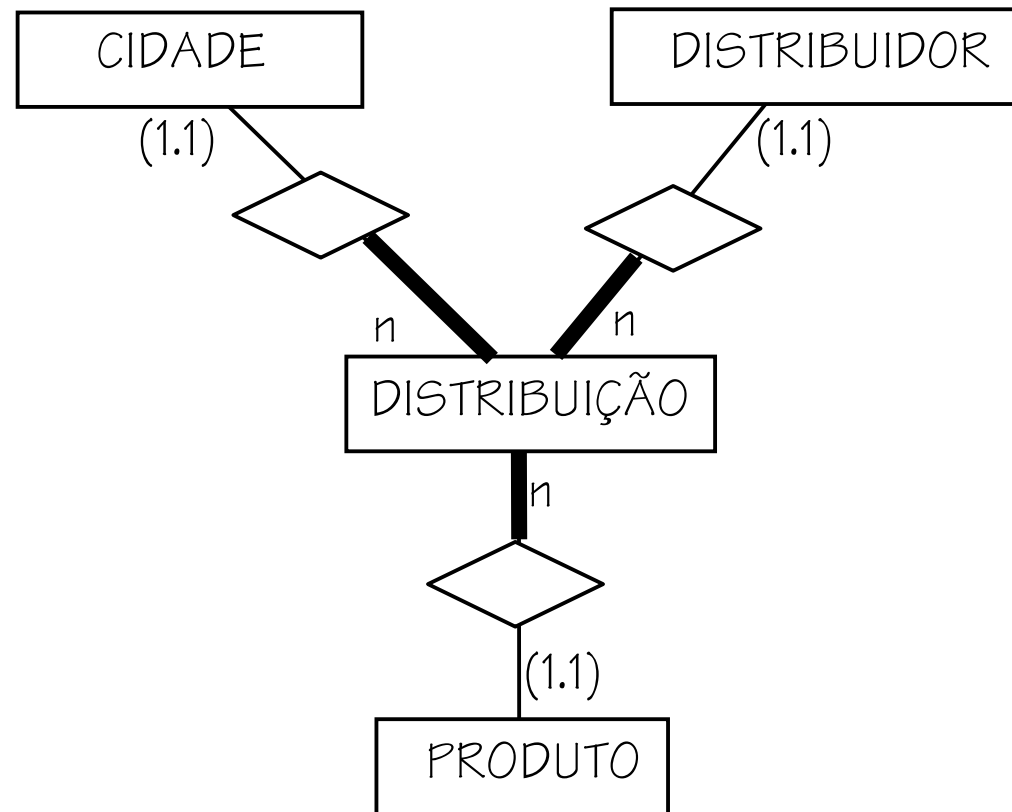 CIDADE
DISTRIBUIDOR
(1.1)
(1.1)
n
n
DISTRIBUIÇÃO
n
(1.1)
PRODUTO